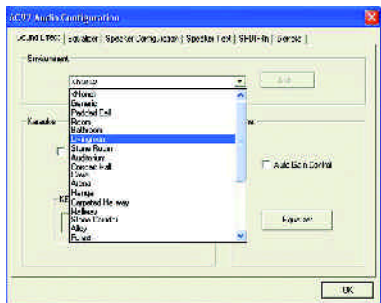 AC97 Audio Configuration
Sound Effect | Equalizer | Speaker Configuration | Speaker Test | S/PDIF-In | General
Environment
<None>
Edit
<None>
Generic
Padded Cell
Room
Bathroom
Livingroom
Stone Room
Auditorium
Concert Hall
Cave
Arena
Hangar
Carpeted Hallway
Hallway
Stone Corridor
Alley
Forest
Karaoke
KE
Auto Gain Control
Equalizer
OK